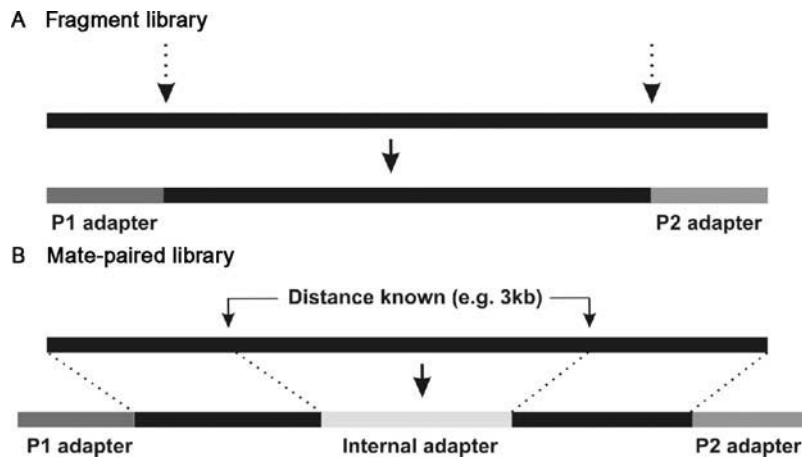 A Fragment library
P1 adapter P2 adapter
B Mate-paired library
Distance known (e.g. 3kb)
P1 adapter Internal adapter P2 adapter